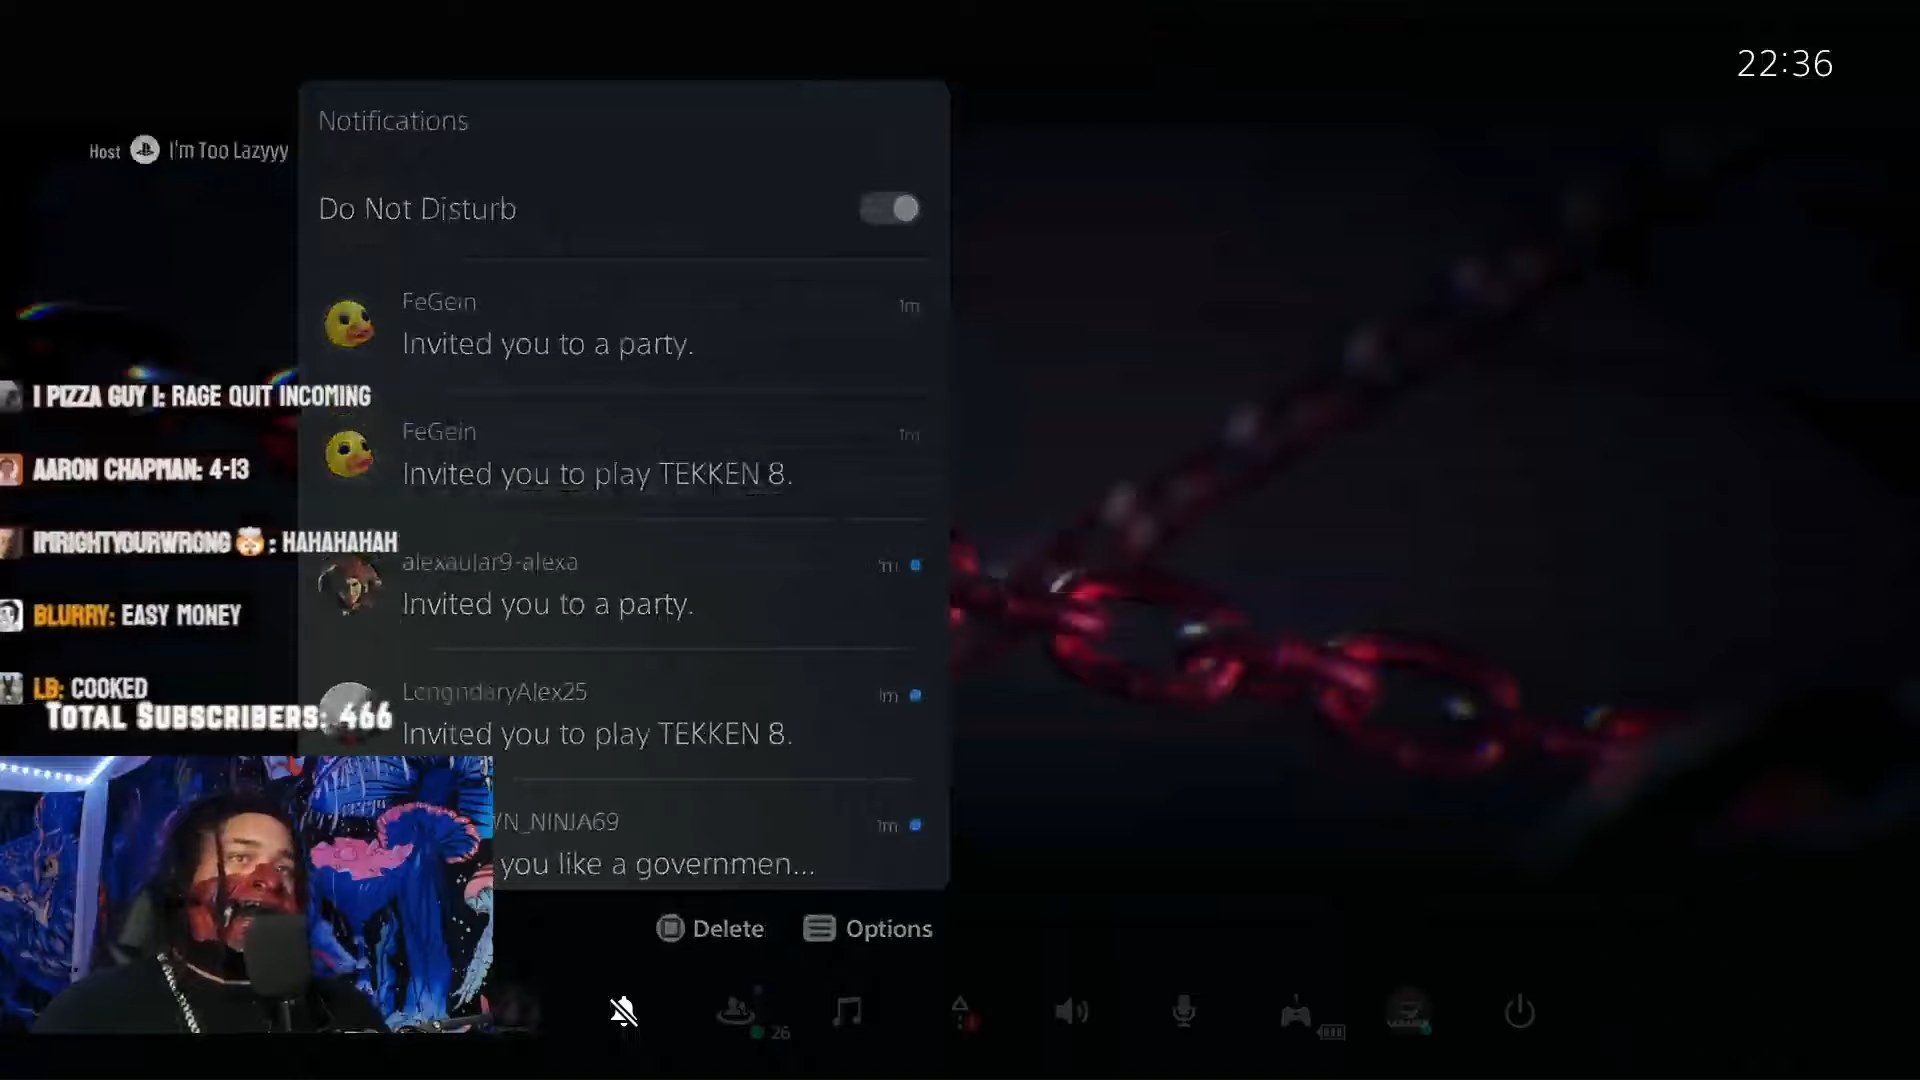 22:36
Notifications
Host I'm Too Lazyyy
Do Not Disturb
FeGein 1m
Invited you to a party.
I PIZZA GUY I: RAGE QUIT INCOMING
FeGein 1m
Invited you to play TEKKEN 8.
AARON CHAPMAN: 4-13
IMRIGHTYOURWRONG 🤯: HAHAHAHAH
alexaular9-alexa 1m
Invited you to a party.
BLURRY: EASY MONEY
LB: COOKED
1m
TOTAL SUBSCRIBERS: 466
Invited you to play TEKKEN 8.
N_NINJA69 1m
you like a governmen...
Delete Options
26